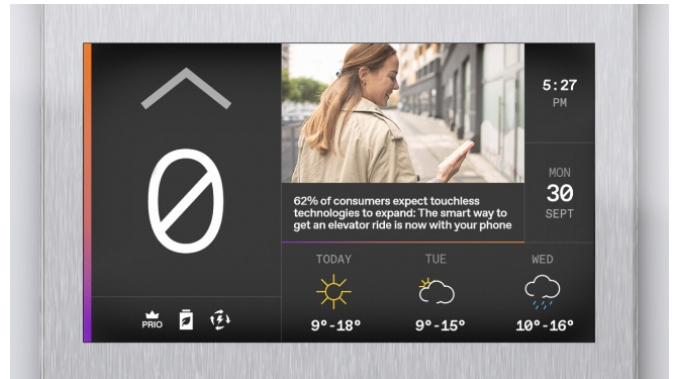 0
PRIO
62% of consumers expect touchless
technologies to expand: The smart way to
get an elevator ride is now with your phone
5:27
PM
MON
30
SEPT
TODAY
TUE
WED
9°-18°
9°-15°
10°-16°